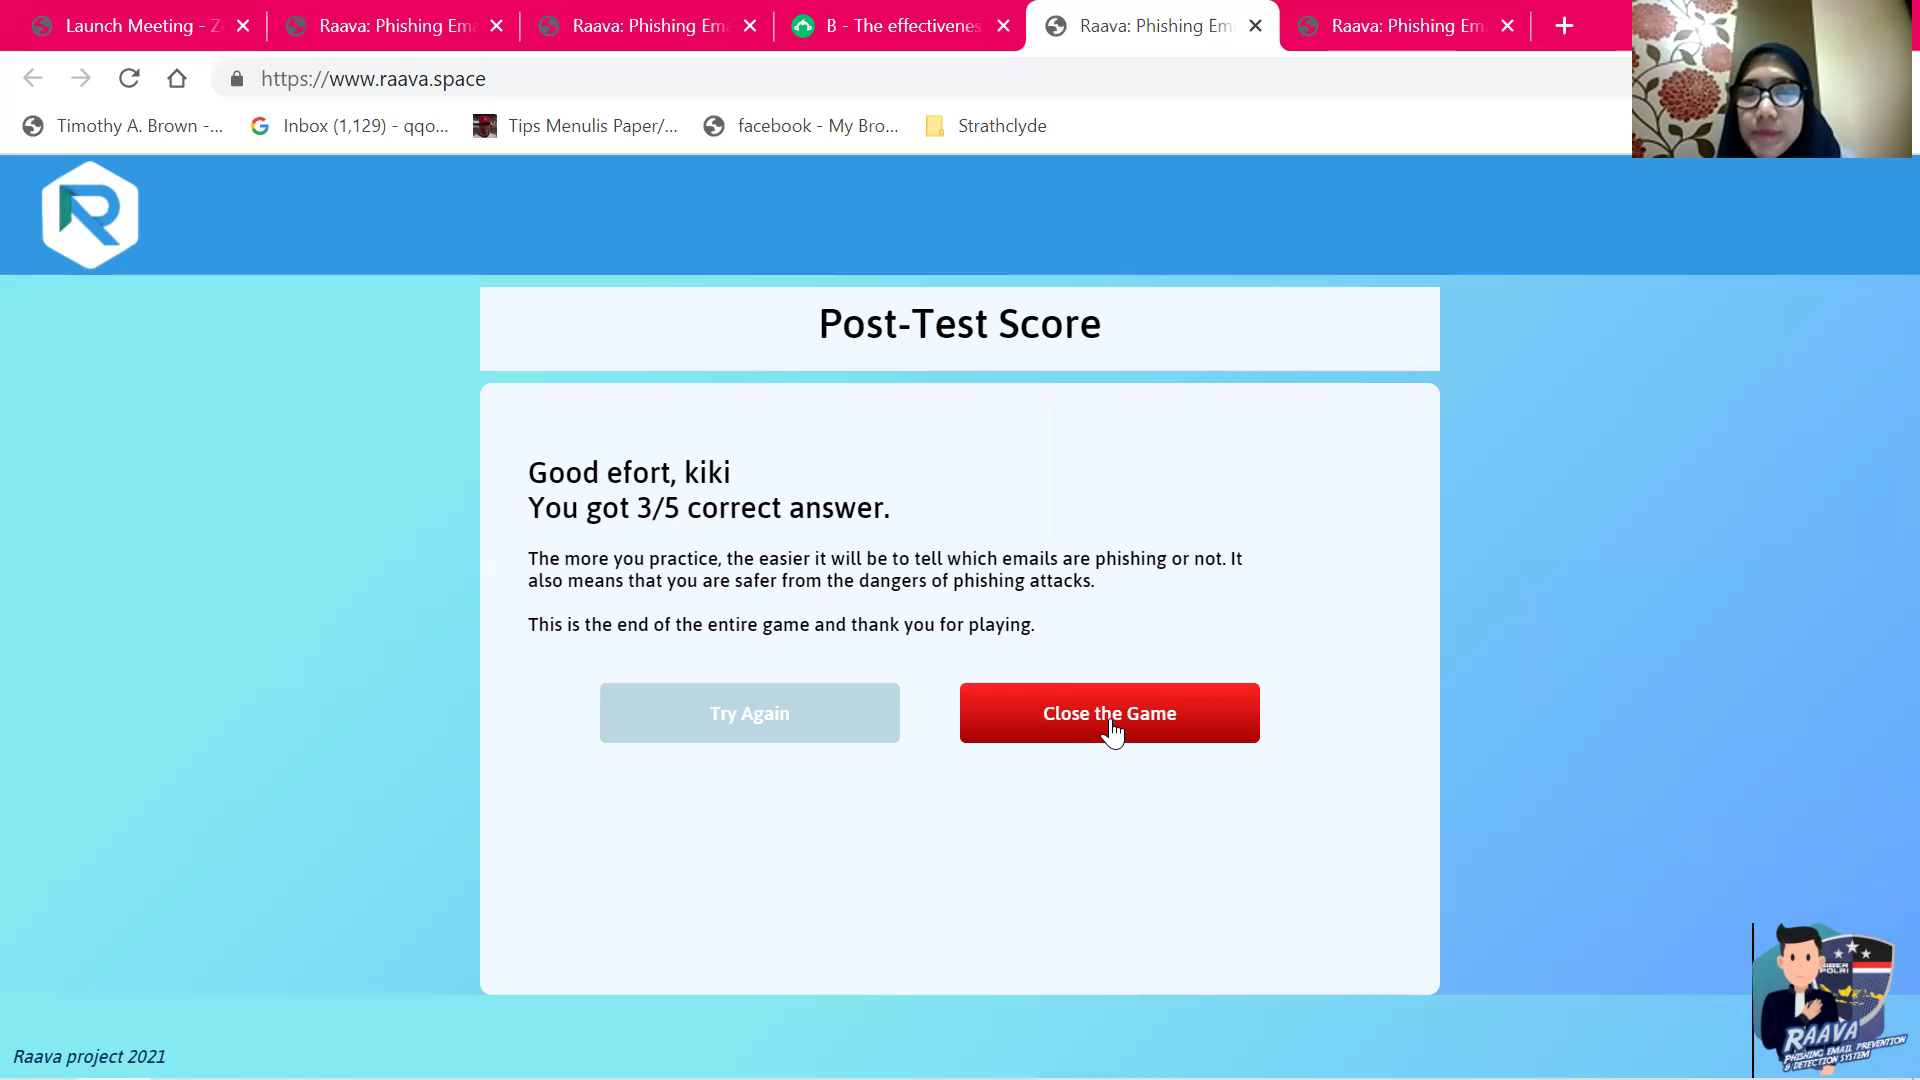 Launch Meeting - Z
Raava: Phishing Em
Raava: Phishing Em
B - The effectivenes
Raava: Phishing Em
Raava: Phishing Em
https://www.raava.space
Timothy A. Brown -...
Inbox (1,129) - qqo...
Tips Menulis Paper/...
facebook - My Bro...
Strathclyde
R
Post-Test Score
Good efort, kiki
You got 3/5 correct answer.
The more you practice, the easier it will be to tell which emails are phishing or not. It
also means that you are safer from the dangers of phishing attacks.
This is the end of the entire game and thank you for playing.
Try Again
Close the Game
SIBER
POLRI
RAAVA
PHISHING EMAIL PREVENTION
& DETECTION SYSTEM
Raava project 2021